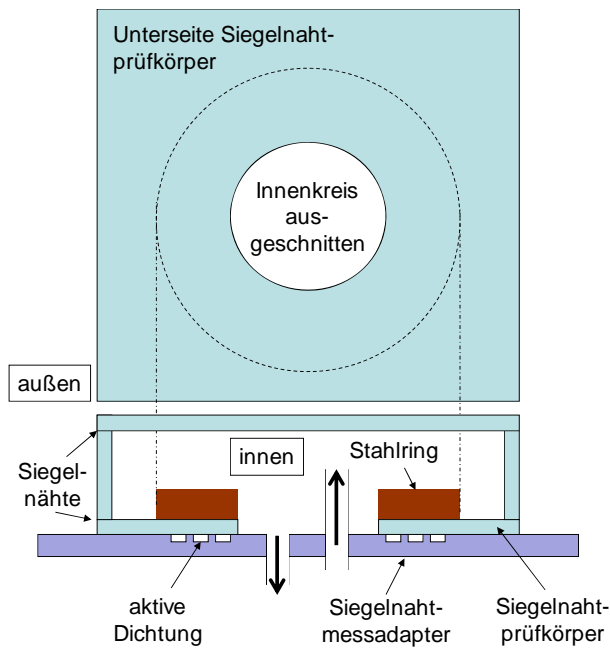 Unterseite Siegelnaht-
prüfkörper
Innenkreis
aus-
geschnitten
außen
innen
Stahlring
Siegel-
nähte
aktive
Dichtung
Siegelnaht-
messadapter
Siegelnaht-
prüfkörper